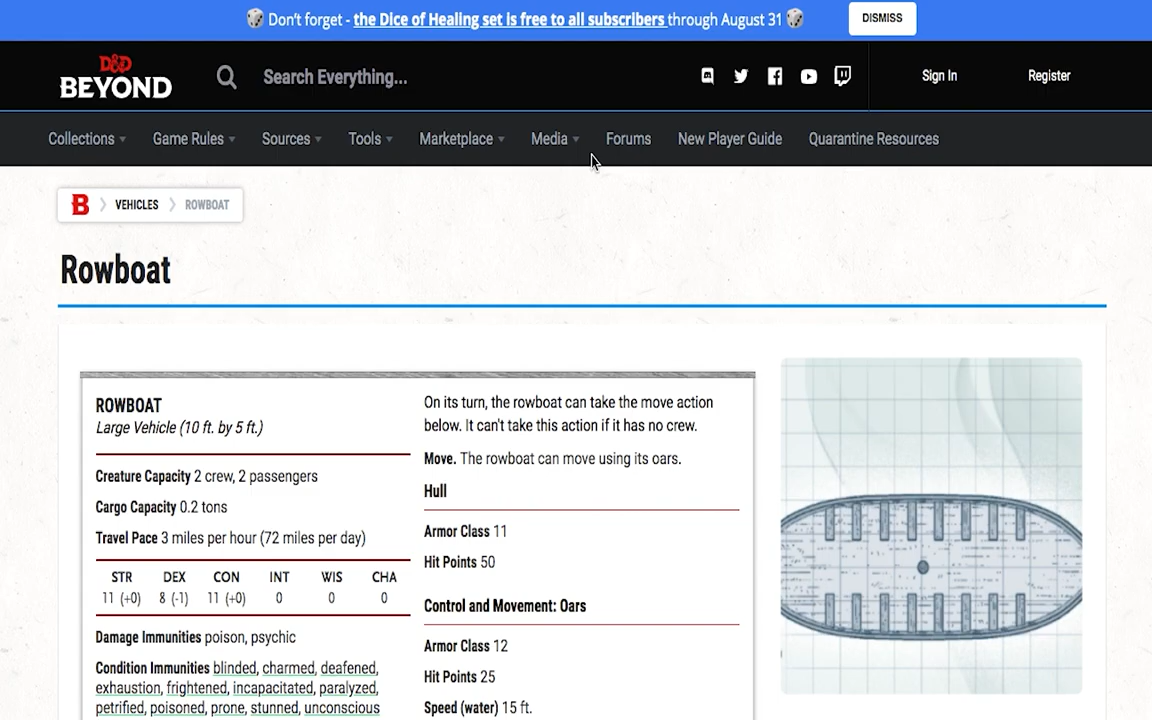 Don't forget - the Dice of Healing set is free to all subscribers through August 31
DISMISS
D&D
BEYOND
Search Everything...
Sign In
Register
Collections
Game Rules
Sources
Tools
Marketplace
Media
Forums
New Player Guide
Quarantine Resources
B
VEHICLES
ROWBOAT
Rowboat
ROWBOAT
Large Vehicle (10 ft. by 5 ft.)
Creature Capacity 2 crew, 2 passengers
Cargo Capacity 0.2 tons
Travel Pace 3 miles per hour (72 miles per day)
STR DEX CON INT WIS CHA
11 (+0) 8 (-1) 11 (+0) 0 0 0
Damage Immunities poison, psychic
Condition Immunities blinded, charmed, deafened,
exhaustion, frightened, incapacitated, paralyzed,
petrified, poisoned, prone, stunned, unconscious
On its turn, the rowboat can take the move action
below. It can't take this action if it has no crew.
Move. The rowboat can move using its oars.
Hull
Armor Class 11
Hit Points 50
Control and Movement: Oars
Armor Class 12
Hit Points 25
Speed (water) 15 ft.